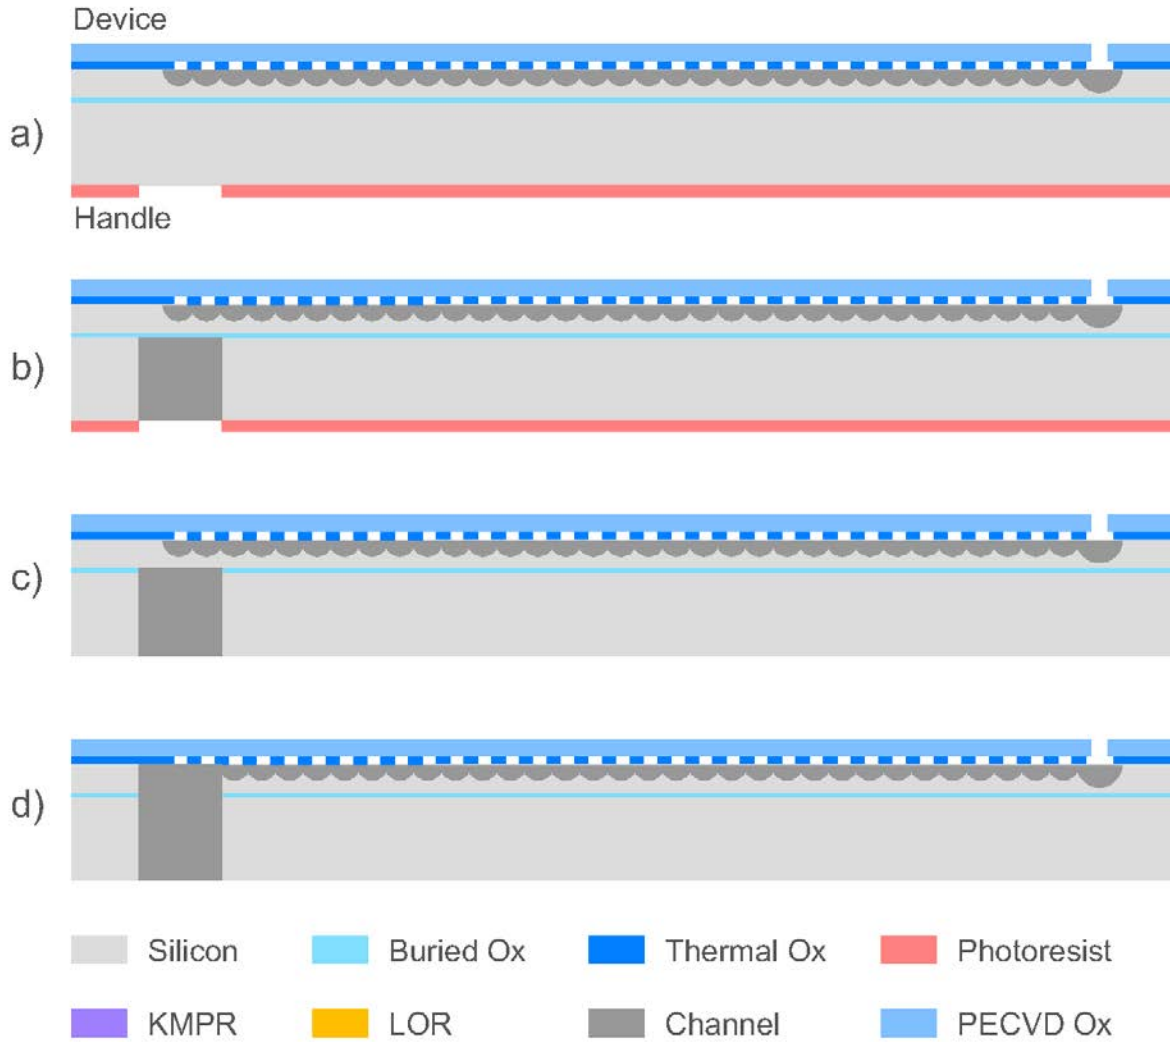 Device
a)
Handle
b)
c)
d)
Silicon Buried Ox Thermal Ox Photoresist
KMPR LOR Channel PECVD Ox